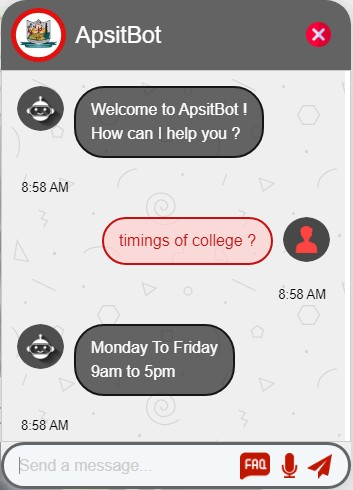 ApsitBot
Welcome to ApsitBot !
How can I help you ?
8:58 AM
timings of college ?
8:58 AM
Monday To Friday
9am to 5pm
8:58 AM
Send a message...
FAQ